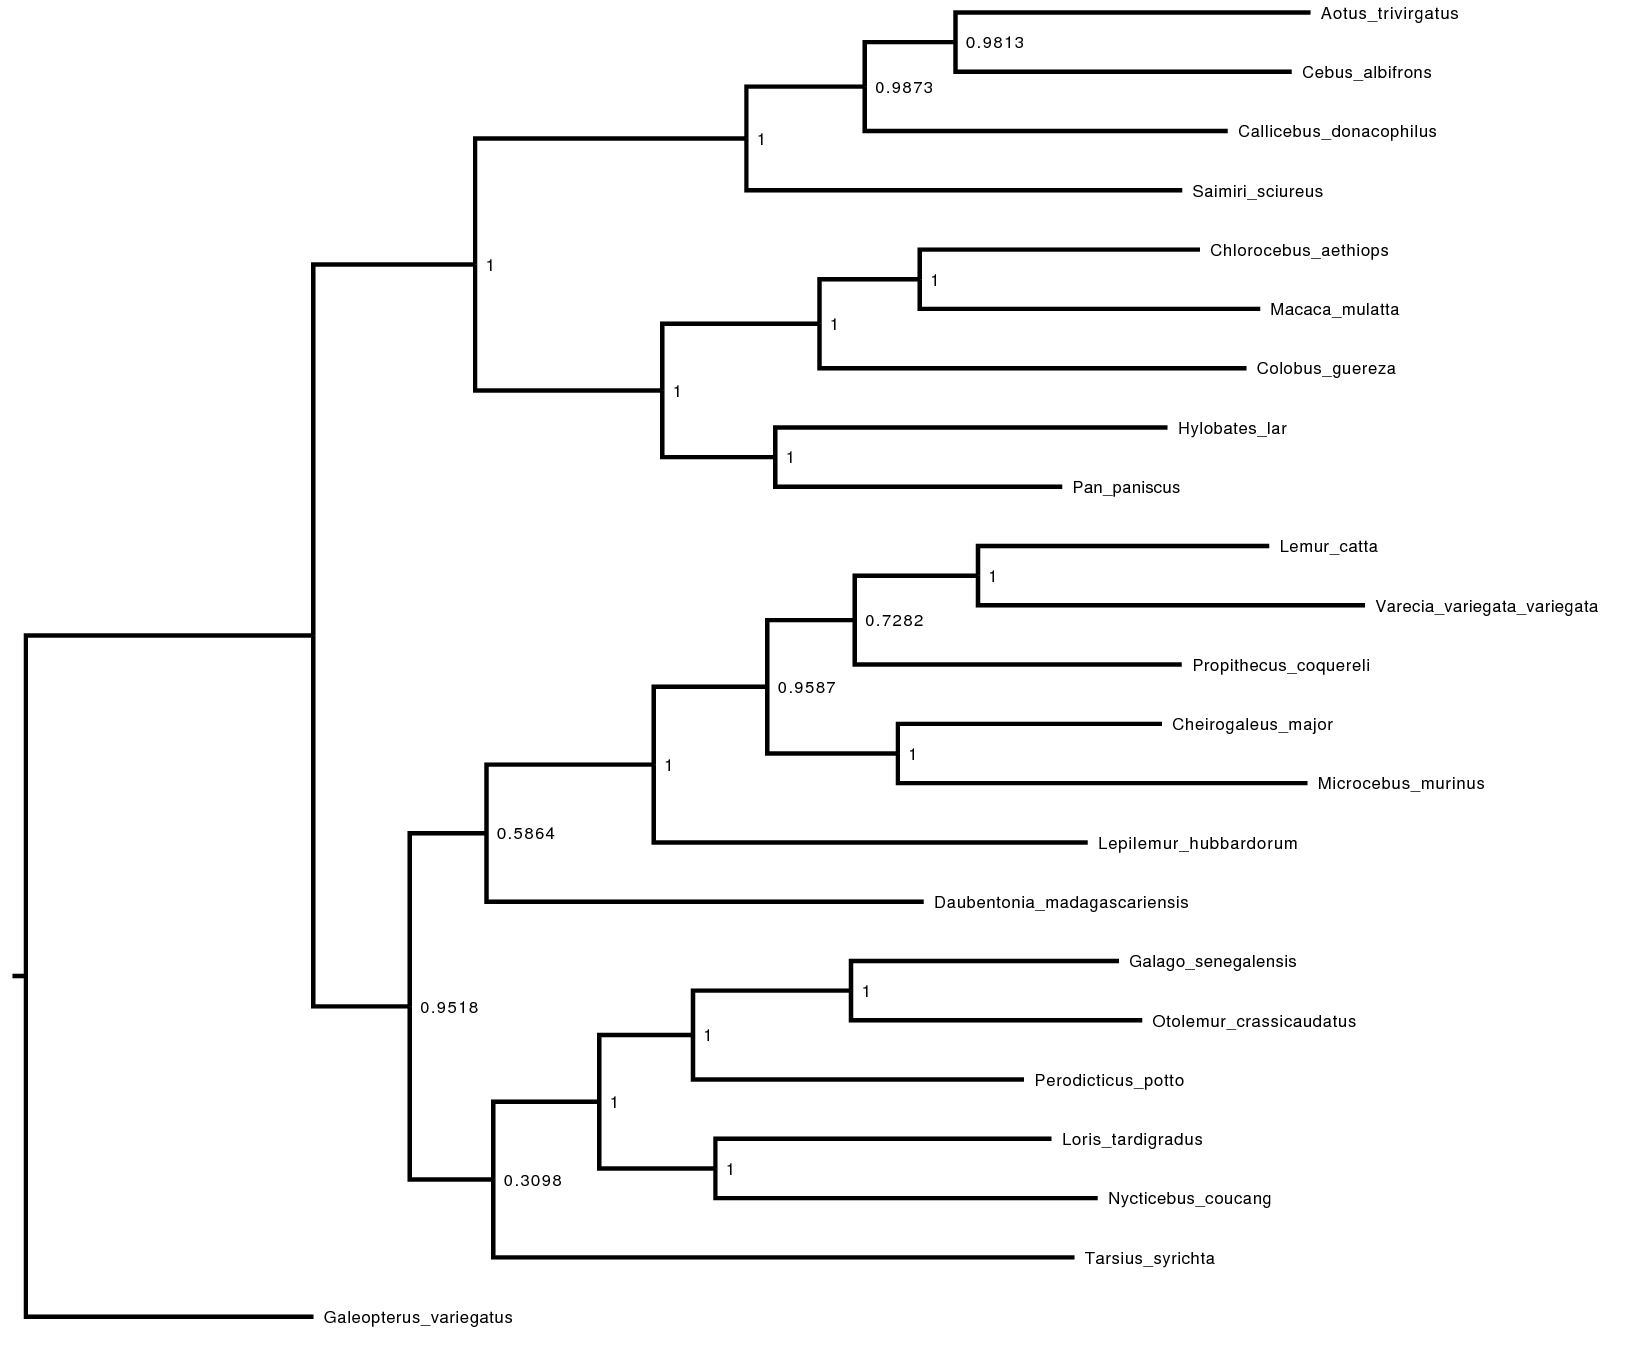 Aotus_trivirgatus
0.9813
Cebus_albifrons
0.9873
Callicebus_donacophilus
1
Saimiri_sciureus
Chlorocebus_aethiops
1
1
Macaca_mulatta
1
Colobus_guereza
1
Hylobates_lar
1
Pan_paniscus
Lemur_catta
1
Varecia_variegata_variegata
0.7282
Propithecus_coquereli
0.9587
Cheirogaleus_major
1
1
Microcebus_murinus
0.5864
Lepilemur_hubbardorum
Daubentonia_madagascariensis
Galago_senegalensis
1
0.9518
Otolemur_crassicaudatus
1
Perodicticus_potto
1
Loris_tardigradus
1
0.3098
Nycticebus_coucang
Tarsius_syrichta
Galeopterus_variegatus